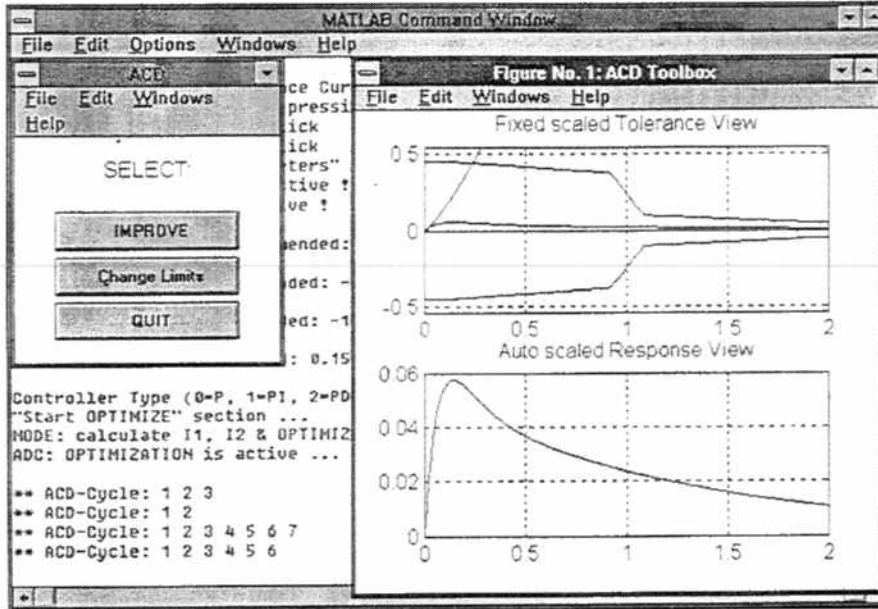 MATLAB Command Window
File Edit Options Windows Help
ACD
File Edit Windows
Help
SELECT:
IMPROVE
Change Limits
QUIT
ce Cur
pressi
ick
ick
ters"
tive !
ve !
ended:
ded: -
ed: -1
: 0.15
Controller Type (0=P, 1=PI, 2=PD
"Start OPTIMIZE" section ...
MODE: calculate I1, I2 & OPTIMIZ
ADC: OPTIMIZATION is active ...
** ACD-Cycle: 1 2 3
** ACD-Cycle: 1 2
** ACD-Cycle: 1 2 3 4 5 6 7
** ACD-Cycle: 1 2 3 4 5 6
Figure No. 1: ACD Toolbox
File Edit Windows Help
Fixed scaled Tolerance View
0.5
0
-0.5
0 0.5 1 1.5 2
Auto scaled Response View
0.06
0.04
0.02
0
0 0.5 1 1.5 2